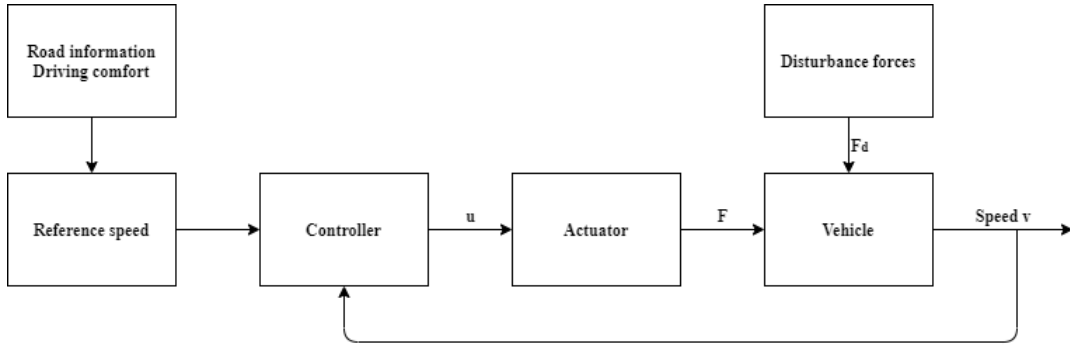 Road information
Driving comfort
Disturbance forces
Fd
Reference speed
Controller
u
Actuator
F
Vehicle
Speed v